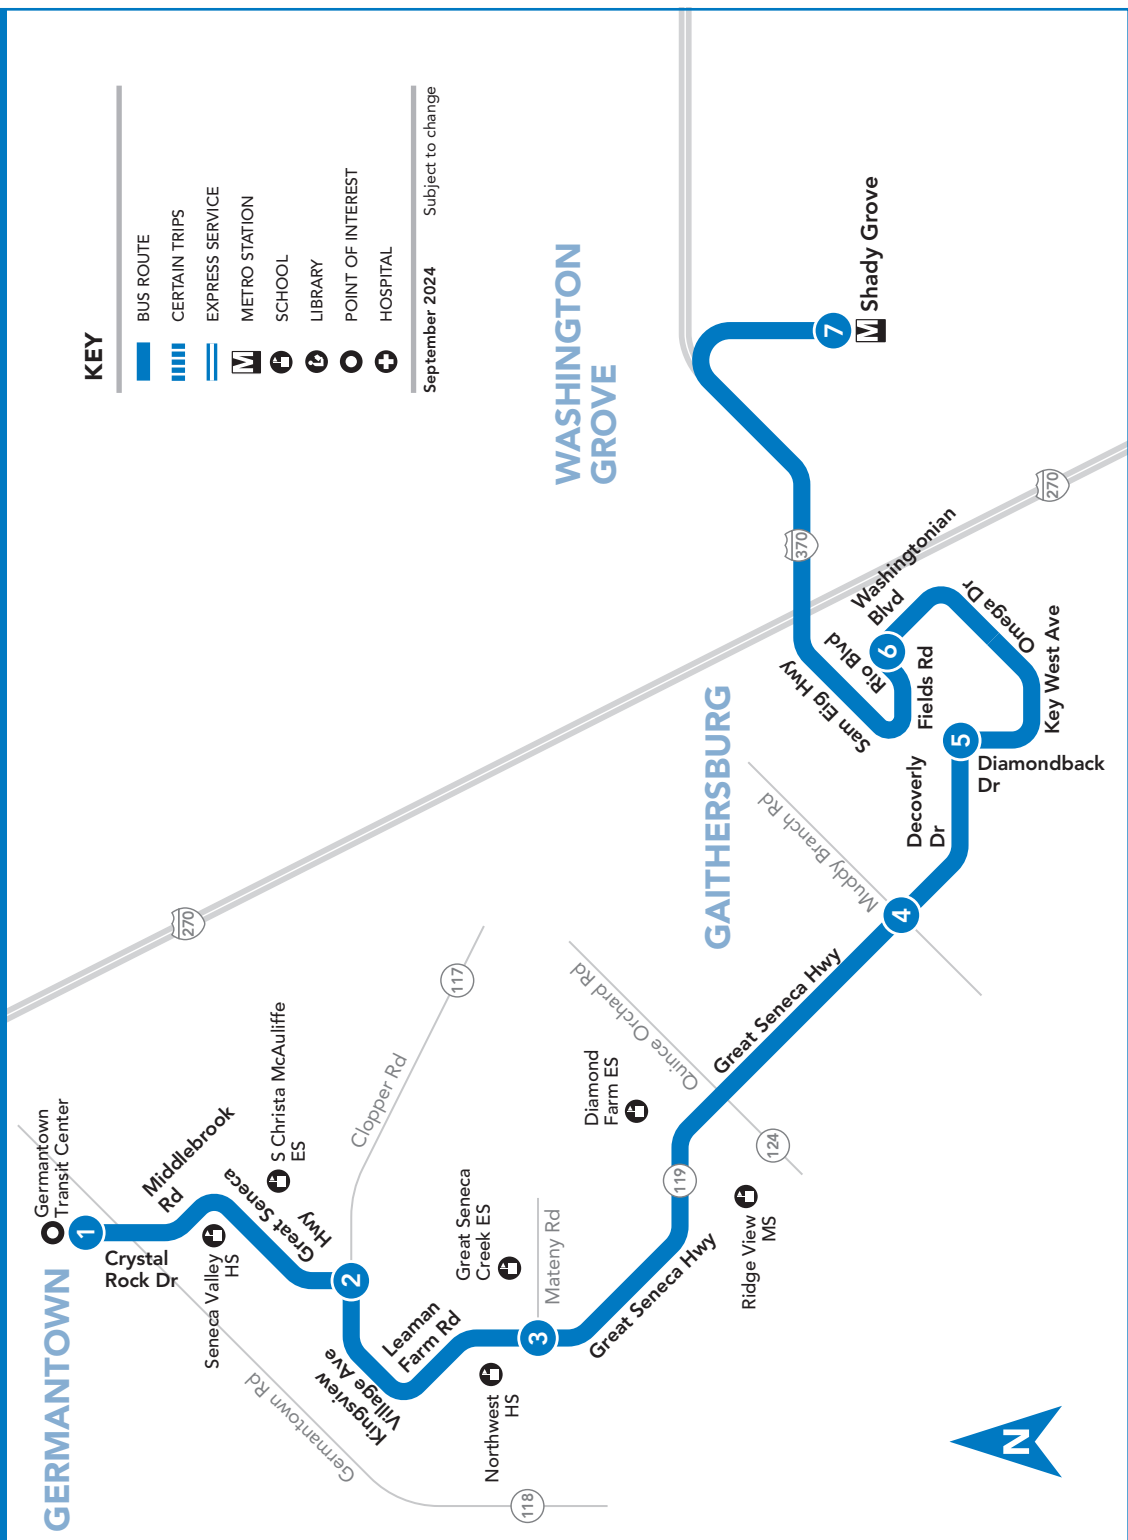 GERMANTOWN
Germantown
Transit Center
1
Crystal
Rock Dr
Middlebrook
Rd
Seneca Valley
HS
Great Seneca
Hwy
S Christa McAuliffe
ES
270
2
Clopper Rd
117
Kingsview
Village Ave
Leaman
Farm Rd
Germantown Rd
118
Great Seneca
Creek ES
Northwest
HS
3
Mateny Rd
Great Seneca Hwy
119
Diamond
Farm ES
Quince Orchard Rd
124
Ridge View
MS
Great Seneca Hwy
GAITHERSBURG
Muddy Branch Rd
4
Decoverly
Dr
5
Diamondback
Dr
Key West Ave
Omega Dr
Washingtonian
Blvd
6
Rio Blvd
Fields Rd
Sam Eig Hwy
370
270
WASHINGTON
GROVE
7
M Shady Grove
KEY
BUS ROUTE
CERTAIN TRIPS
EXPRESS SERVICE
M METRO STATION
SCHOOL
LIBRARY
POINT OF INTEREST
HOSPITAL
September 2024 Subject to change
N